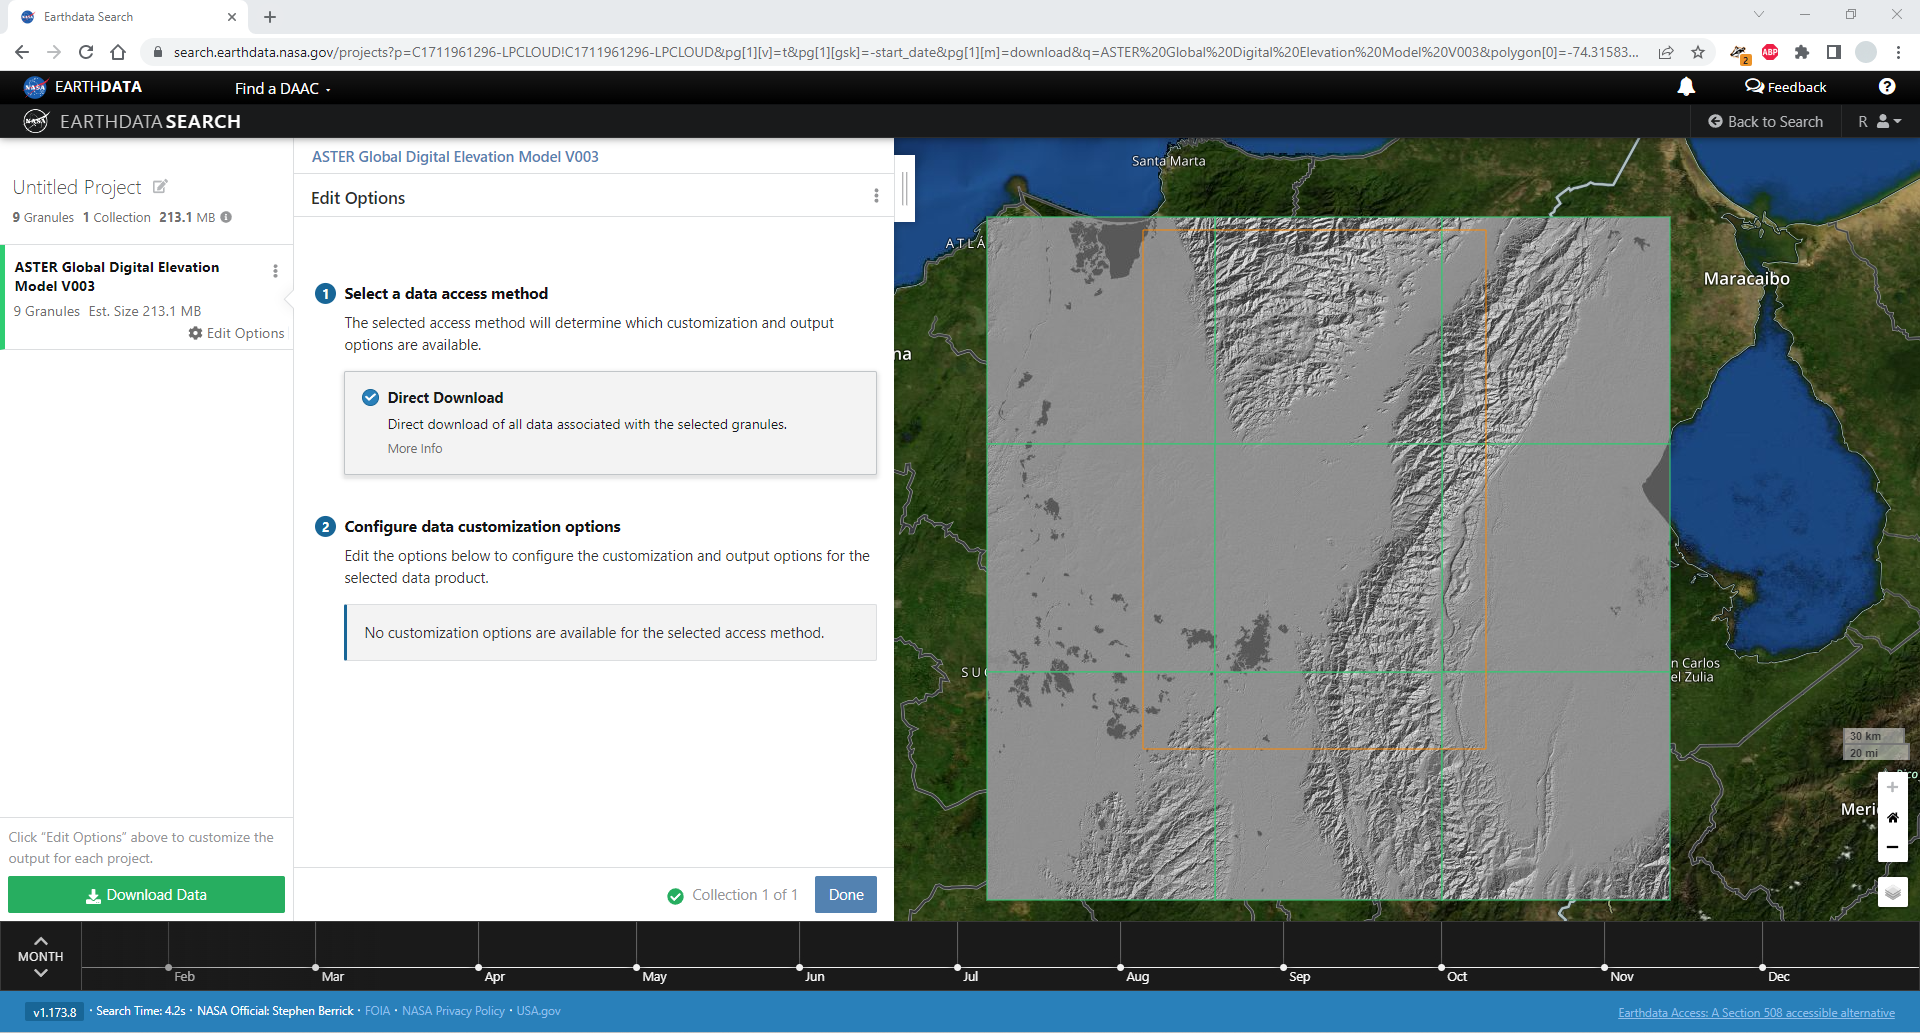 Earthdata Search
search.earthdata.nasa.gov/projects?p=C1711961296-LPCLOUD!C1711961296-LPCLOUD&pg[1][v]=t&pg[1][gsk]=-start_date&pg[1][m]=download&q=ASTER%20Global%20Digital%20Elevation%20Model%20V003&polygon[0]=-74.31583...
2
ABP
EARTHDATA
Find a DAAC
Feedback
EARTHDATA SEARCH
Back to Search
R
Untitled Project
9 Granules 1 Collection 213.1 MB
ASTER Global Digital Elevation
Model V003
9 Granules Est. Size 213.1 MB
Edit Options
Click “Edit Options” above to customize the
output for each project.
Download Data
ASTER Global Digital Elevation Model V003
Edit Options
1 Select a data access method
The selected access method will determine which customization and output
options are available.
Direct Download
Direct download of all data associated with the selected granules.
More Info
2 Configure data customization options
Edit the options below to configure the customization and output options for the
selected data product.
No customization options are available for the selected access method.
Collection 1 of 1
Done
Santa Marta
ATLÁ
Maracaibo
na
SUC
n Carlos
el Zulia
30 km
20 mi
Pico
Meri
MONTH
Feb
Mar
Apr
May
Jun
Jul
Aug
Sep
Oct
Nov
Dec
v1.173.8 · Search Time: 4.2s · NASA Official: Stephen Berrick · FOIA · NASA Privacy Policy · USA.gov
Earthdata Access: A Section 508 accessible alternative